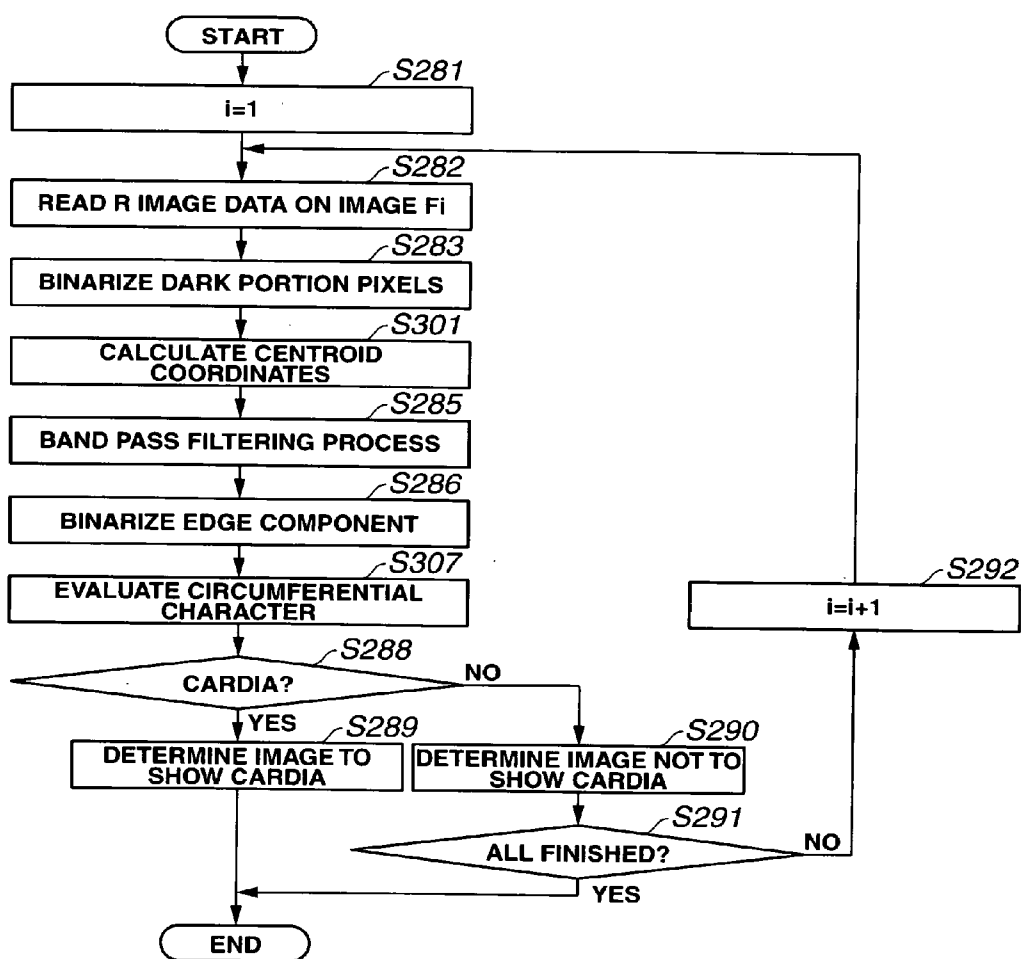 START
S281
i=1
S282
READ R IMAGE DATA ON IMAGE Fi
S283
BINARIZE DARK PORTION PIXELS
S301
CALCULATE CENTROID
COORDINATES
S285
BAND PASS FILTERING PROCESS
S286
BINARIZE EDGE COMPONENT
S307
EVALUATE CIRCUMFERENTIAL
CHARACTER
S292
i=i+1
S288
CARDIA?
NO
YES
S289
DETERMINE IMAGE TO
SHOW CARDIA
S290
DETERMINE IMAGE NOT TO
SHOW CARDIA
S291
ALL FINISHED?
NO
YES
END